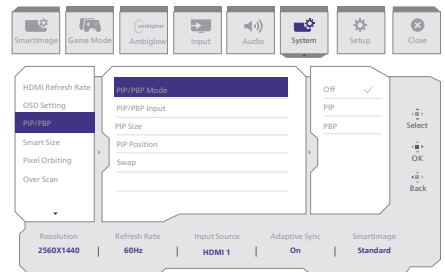 SmartImage
Game Mode
ambiglow
Ambiglow
Input
Audio
System
Setup
Close
HDMI Refresh Rate
OSD Setting
PIP/PBP
Smart Size
Pixel Orbiting
Over Scan
PIP/PBP Mode
PIP/PBP Input
PIP Size
PIP Position
Swap
Off
PIP
PBP
Select
OK
Back
Resolution
2560X1440
Refresh Rate
60Hz
Input Source
HDMI 1
Adaptive Sync
On
SmartImage
Standard